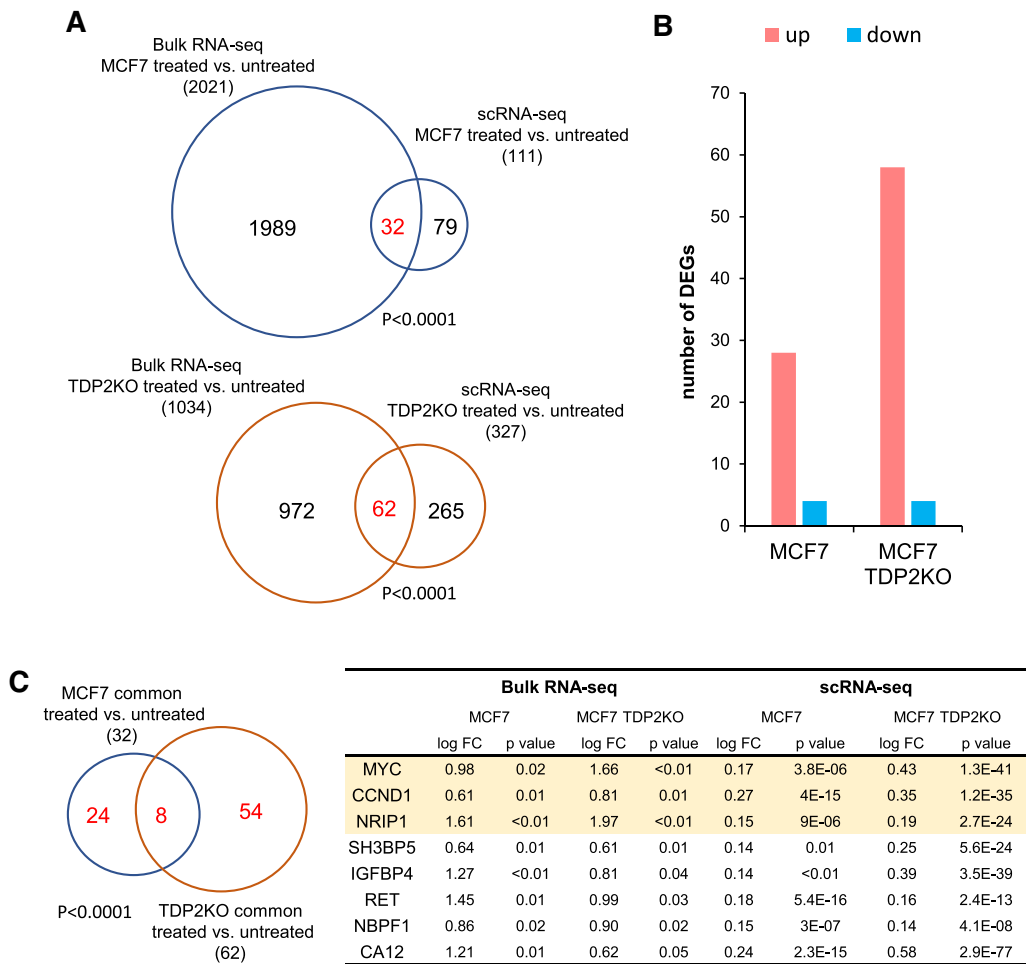 A
Bulk RNA-seq
MCF7 treated vs. untreated
(2021)
scRNA-seq
MCF7 treated vs. untreated
(111)
1989
32
79
P<0.0001
Bulk RNA-seq
TDP2KO treated vs. untreated
(1034)
scRNA-seq
TDP2KO treated vs. untreated
(327)
972
62
265
P<0.0001
B
up
down
number of DEGs
70
60
50
40
30
20
10
0
MCF7
MCF7
TDP2KO
C
MCF7 common
treated vs. untreated
(32)
24
8
54
P<0.0001
TDP2KO common
treated vs. untreated
(62)
Bulk RNA-seq scRNA-seq
MCF7 MCF7 TDP2KO MCF7 MCF7 TDP2KO
log FC p value log FC p value log FC p value log FC p value
MYC 0.98 0.02 1.66 <0.01 0.17 3.8E-06 0.43 1.3E-41
CCND1 0.61 0.01 0.81 0.01 0.27 4E-15 0.35 1.2E-35
NRIP1 1.61 <0.01 1.97 <0.01 0.15 9E-06 0.19 2.7E-24
SH3BP5 0.64 0.01 0.61 0.01 0.14 0.01 0.25 5.6E-24
IGFBP4 1.27 <0.01 0.81 0.04 0.14 <0.01 0.39 3.5E-39
RET 1.45 0.01 0.99 0.03 0.18 5.4E-16 0.16 2.4E-13
NBPF1 0.86 0.02 0.90 0.02 0.15 3E-07 0.14 4.1E-08
CA12 1.21 0.01 0.62 0.05 0.24 2.3E-15 0.58 2.9E-77